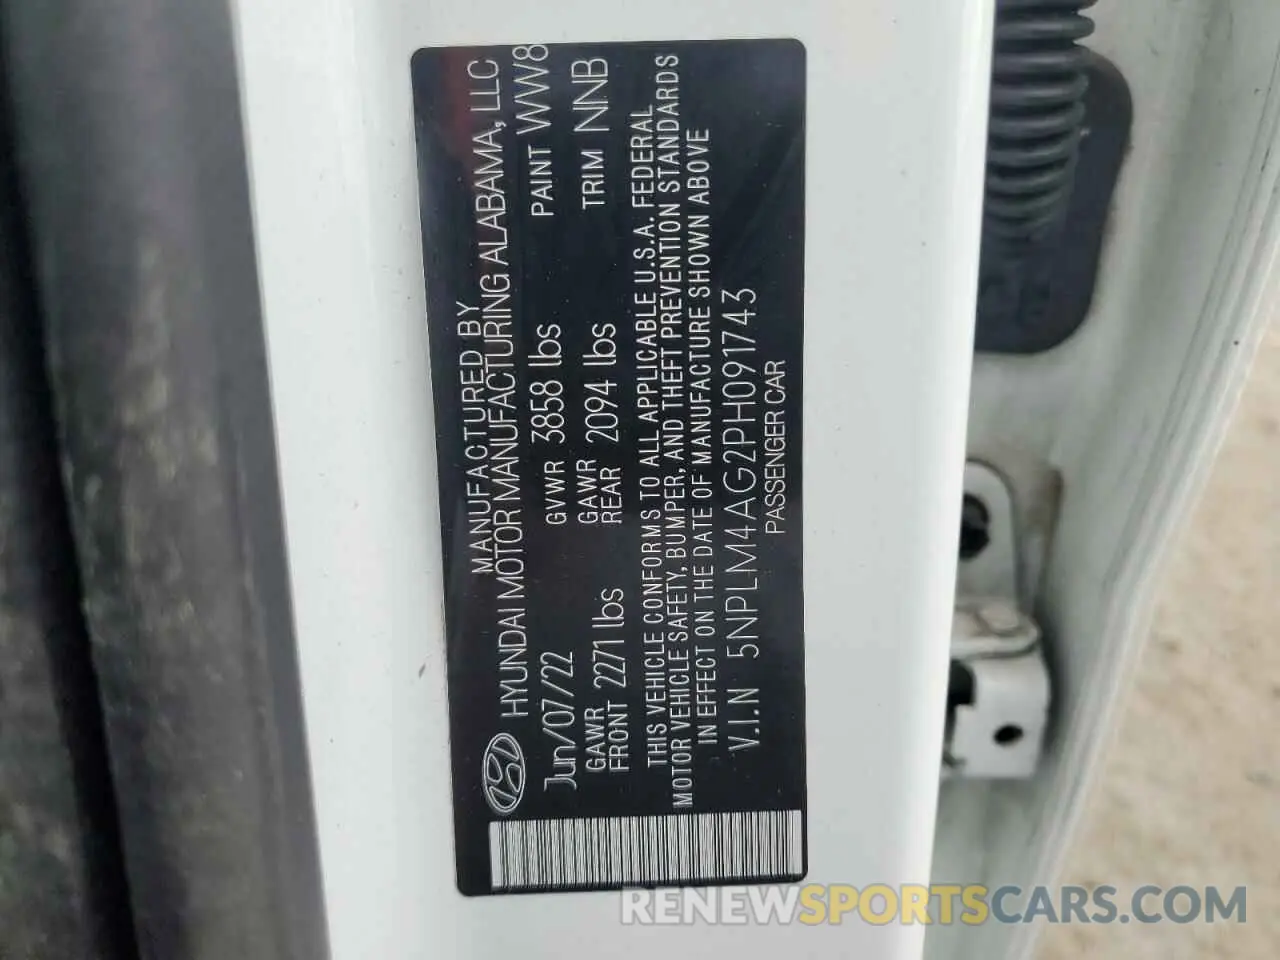 MANUFACTURED BY
HYUNDAI MOTOR MANUFACTURING ALABAMA, LLC
Jun/07/22 GVWR 3858 lbs PAINT WW8
GAWR FRONT 2271 lbs GAWR REAR 2094 lbs TRIM NNB
THIS VEHICLE CONFORMS TO ALL APPLICABLE U.S.A. FEDERAL
MOTOR VEHICLE SAFETY, BUMPER, AND THEFT PREVENTION STANDARDS
IN EFFECT ON THE DATE OF MANUFACTURE SHOWN ABOVE
V.I.N 5NPLM4AG2PH091743
PASSENGER CAR
RENEWSPORTSCARS.COM